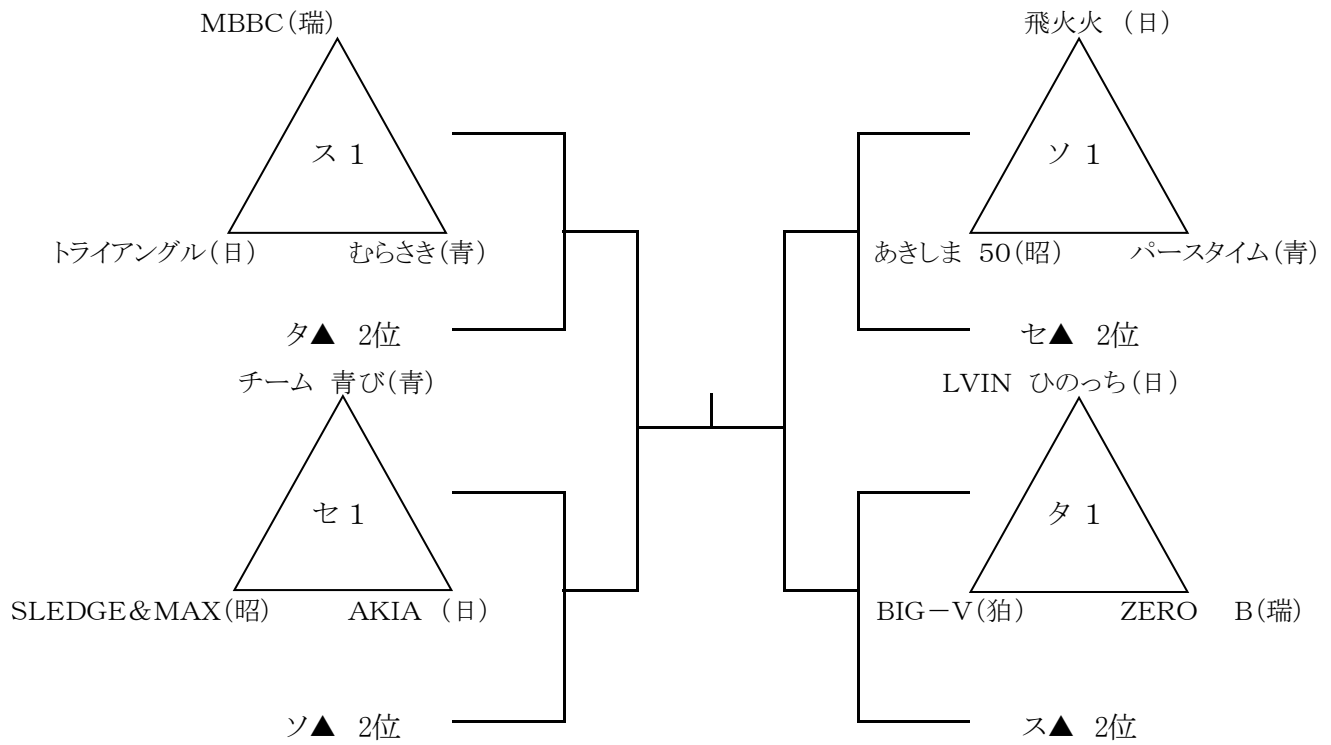 MBBC(瑞)
飛火火 (日)
ス 1
ソ 1
トライアングル(日) むらさき(青)
あきしま 50(昭) パースタイム(青)
タ▲ 2位
セ▲ 2位
チーム 青び(青)
LVIN ひのっち(日)
セ 1
タ 1
SLEDGE&MAX(昭) AKIA (日)
BIG-V(狛) ZERO B(瑞)
ソ▲ 2位
ス▲ 2位